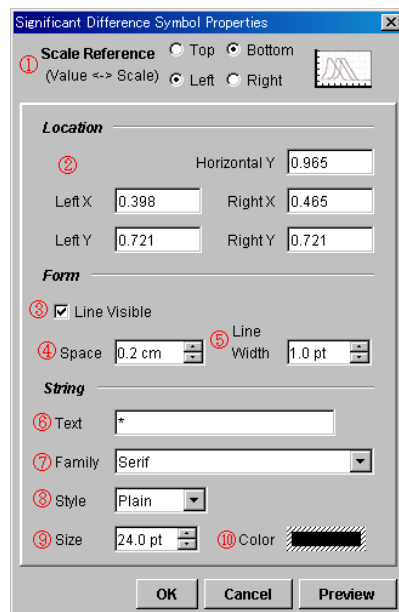 Significant Difference Symbol Properties
① Scale Reference Top Bottom
(Value <-> Scale) Left Right
Location
② Horizontal Y 0.965
Left X 0.398 Right X 0.465
Left Y 0.721 Right Y 0.721
Form
③ Line Visible
④ Space 0.2 cm ⑤ Line Width 1.0 pt
String
⑥ Text *
⑦ Family Serif
⑧ Style Plain
⑨ Size 24.0 pt ⑩ Color
OK Cancel Preview